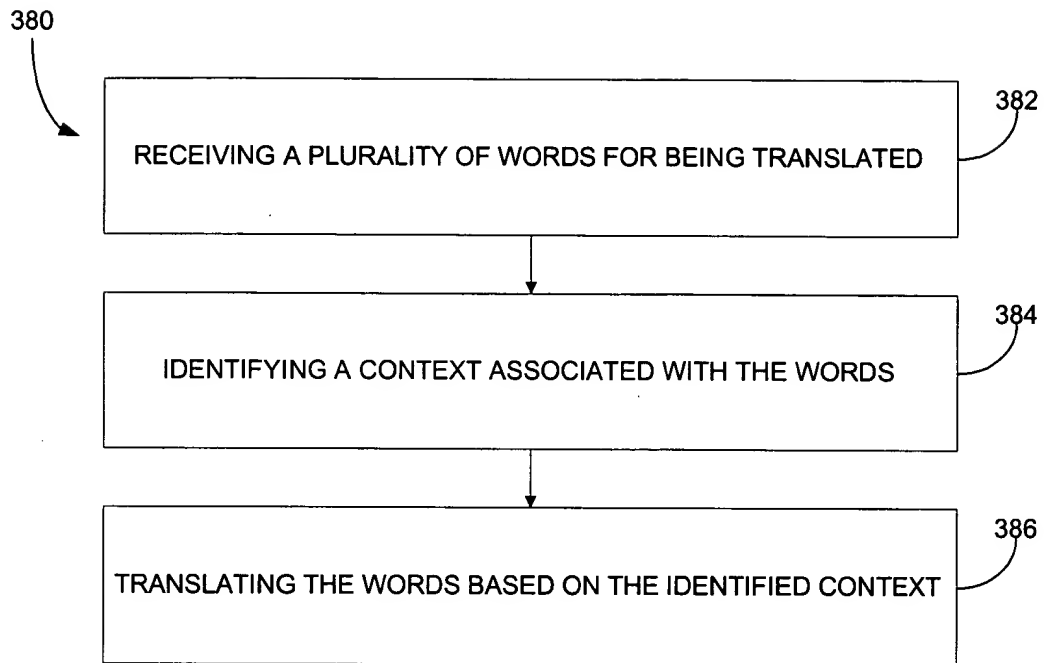 380
RECEIVING A PLURALITY OF WORDS FOR BEING TRANSLATED
382
IDENTIFYING A CONTEXT ASSOCIATED WITH THE WORDS
384
TRANSLATING THE WORDS BASED ON THE IDENTIFIED CONTEXT
386